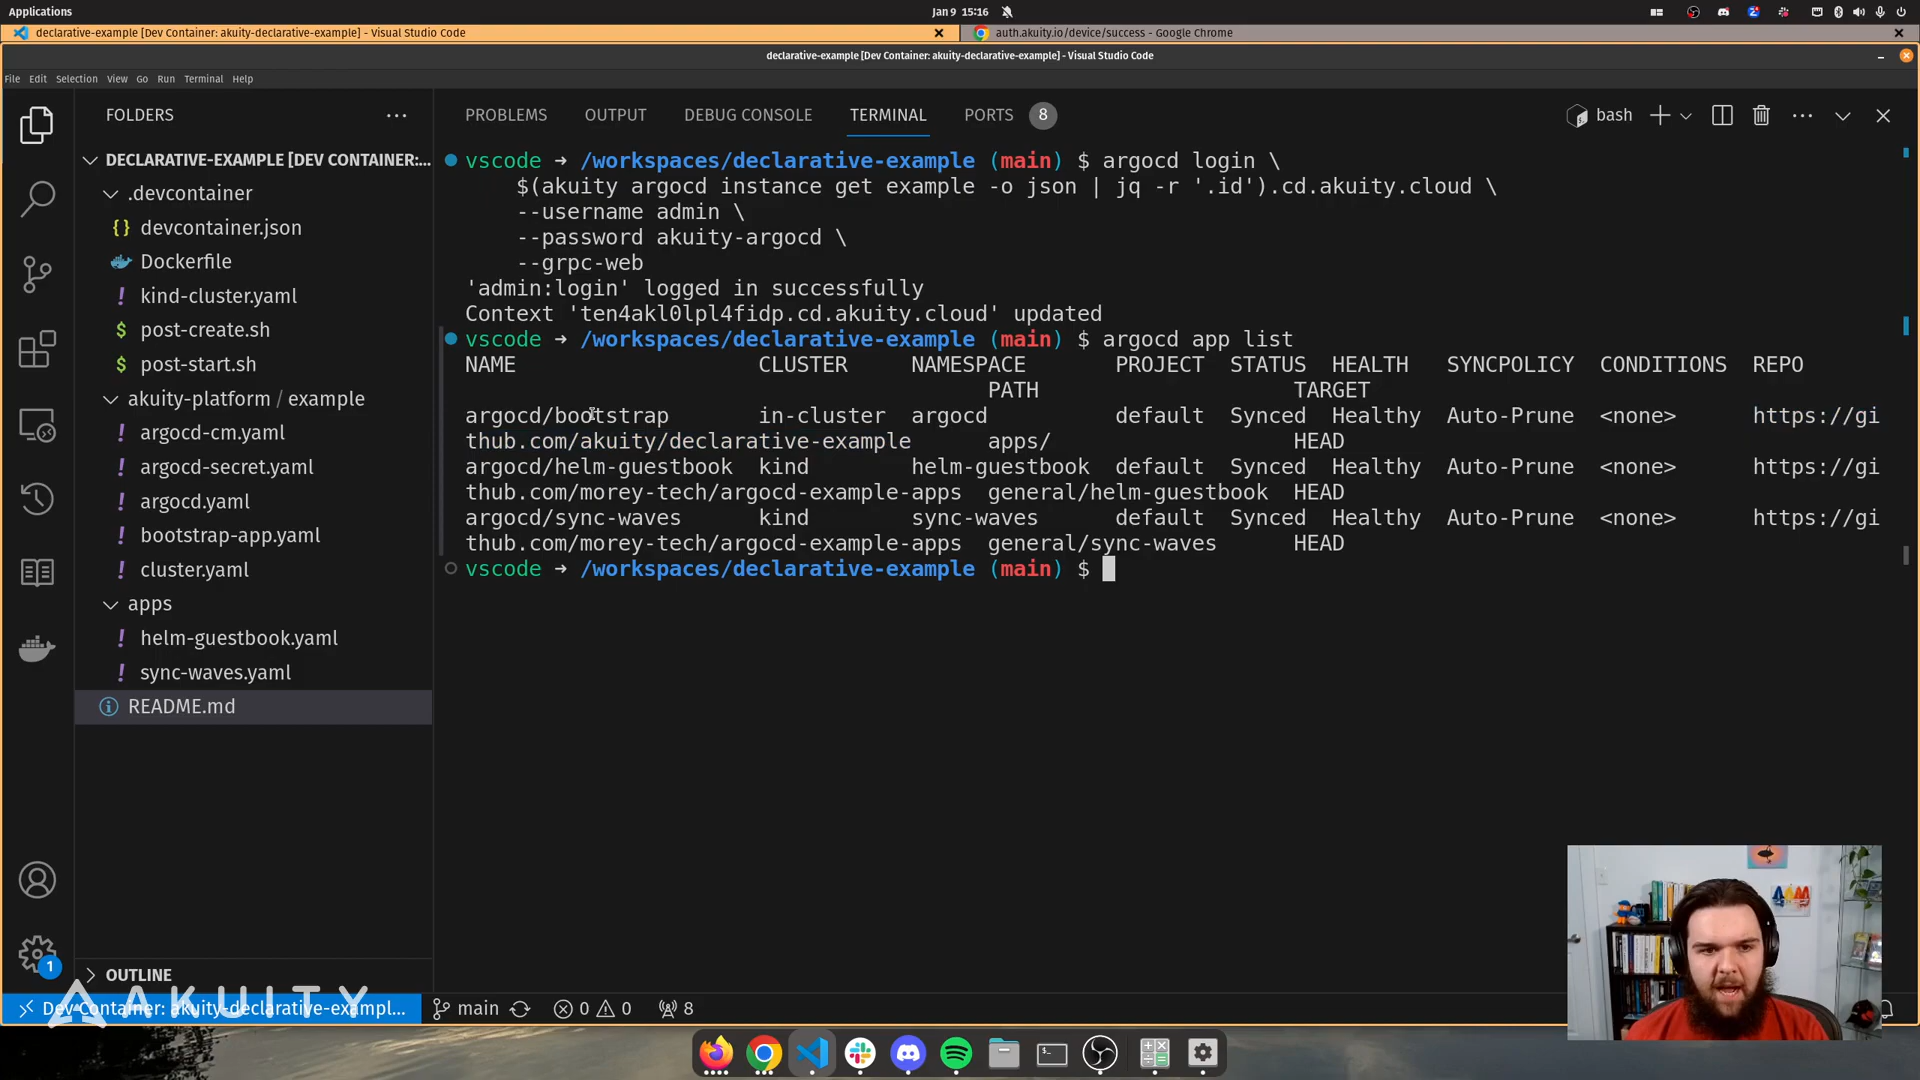 Applications
Jan 9 15:16
declarative-example [Dev Container: akuity-declarative-example] - Visual Studio Code
auth.akuity.io/device/success - Google Chrome
declarative-example [Dev Container: akuity-declarative-example] - Visual Studio Code
File Edit Selection View Go Run Terminal Help
FOLDERS
DECLARATIVE-EXAMPLE [DEV CONTAINER:...
.devcontainer
devcontainer.json
Dockerfile
kind-cluster.yaml
post-create.sh
post-start.sh
akuity-platform / example
argocd-cm.yaml
argocd-secret.yaml
argocd.yaml
bootstrap-app.yaml
cluster.yaml
apps
helm-guestbook.yaml
sync-waves.yaml
README.md
OUTLINE
PROBLEMS OUTPUT DEBUG CONSOLE TERMINAL PORTS 8
bash
vscode → /workspaces/declarative-example (main) $ argocd login \
$(akuity argocd instance get example -o json | jq -r '.id').cd.akuity.cloud \
--username admin \
--password akuity-argocd \
--grpc-web
'admin:login' logged in successfully
Context 'ten4akl0lpl4fidp.cd.akuity.cloud' updated
vscode → /workspaces/declarative-example (main) $ argocd app list
NAME CLUSTER NAMESPACE PROJECT STATUS HEALTH SYNCPOLICY CONDITIONS REPO
PATH TARGET
argocd/bootstrap in-cluster argocd default Synced Healthy Auto-Prune <none> https://gi
thub.com/akuity/declarative-example apps/ HEAD
argocd/helm-guestbook kind helm-guestbook default Synced Healthy Auto-Prune <none> https://gi
thub.com/morey-tech/argocd-example-apps general/helm-guestbook HEAD
argocd/sync-waves kind sync-waves default Synced Healthy Auto-Prune <none> https://gi
thub.com/morey-tech/argocd-example-apps general/sync-waves HEAD
vscode → /workspaces/declarative-example (main) $
1
AKUITY
Dev Container: akuity-declarative-exampl...
main
0 0
8